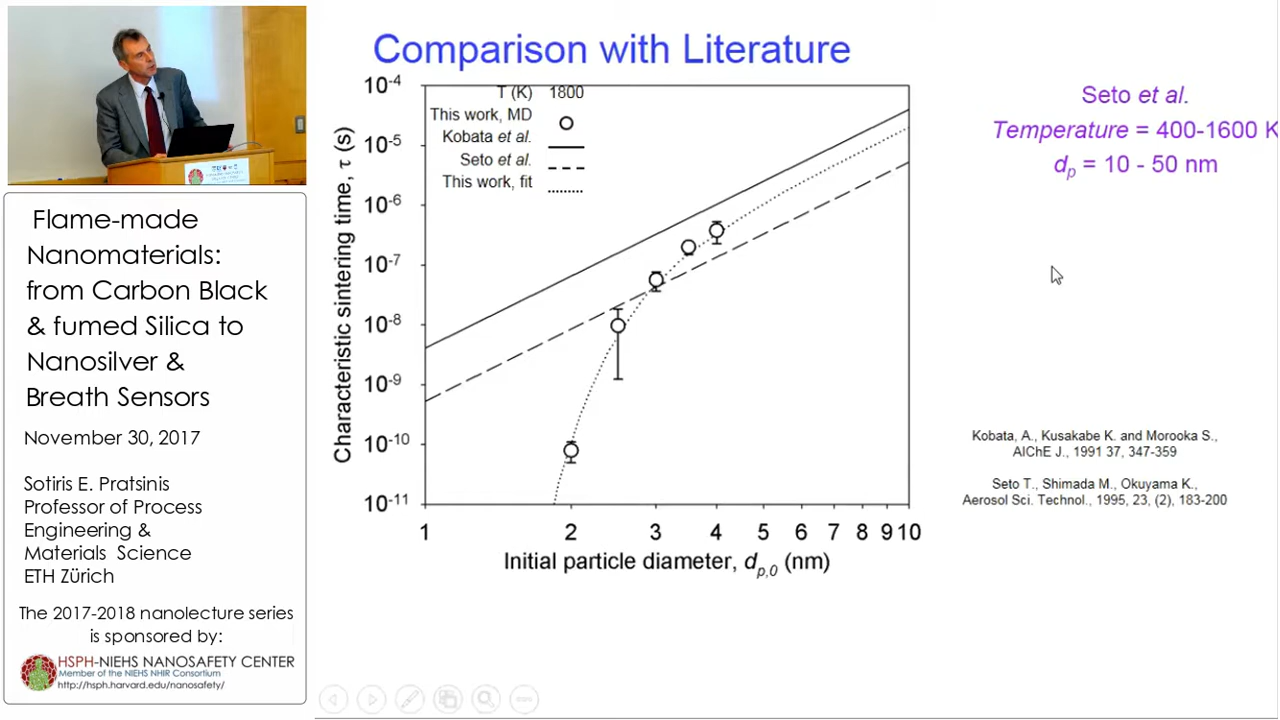 Comparison with Literature
T (K) 1800
This work, MD
Kobata et al.
Seto et al.
This work, fit
Characteristic sintering time, τ (s)
10-4
10-5
10-6
10-7
10-8
10-9
10-10
10-11
1 2 3 4 5 6 7 8 9 10
Initial particle diameter, dp,0 (nm)
Seto et al.
Temperature = 400-1600 K
dp = 10 - 50 nm
Kobata, A., Kusakabe K. and Morooka S.,
AIChE J., 1991 37, 347-359
Seto T., Shimada M., Okuyama K.,
Aerosol Sci. Technol., 1995, 23, (2), 183-200
Flame-made
Nanomaterials:
from Carbon Black
& fumed Silica to
Nanosilver &
Breath Sensors
November 30, 2017
Sotiris E. Pratsinis
Professor of Process
Engineering &
Materials Science
ETH Zürich
The 2017-2018 nanolecture series
is sponsored by:
HSPH-NIEHS NANOSAFETY CENTER
Member of the NIEHS NHIR Consortium
http://hsph.harvard.edu/nanosafety/